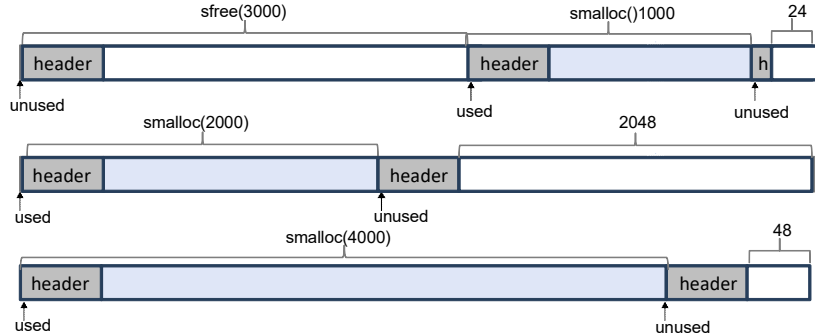 sfree(3000) smalloc()1000 24
header header h
unused used unused
smalloc(2000) 2048
header header
used unused
smalloc(4000) 48
header header
used unused